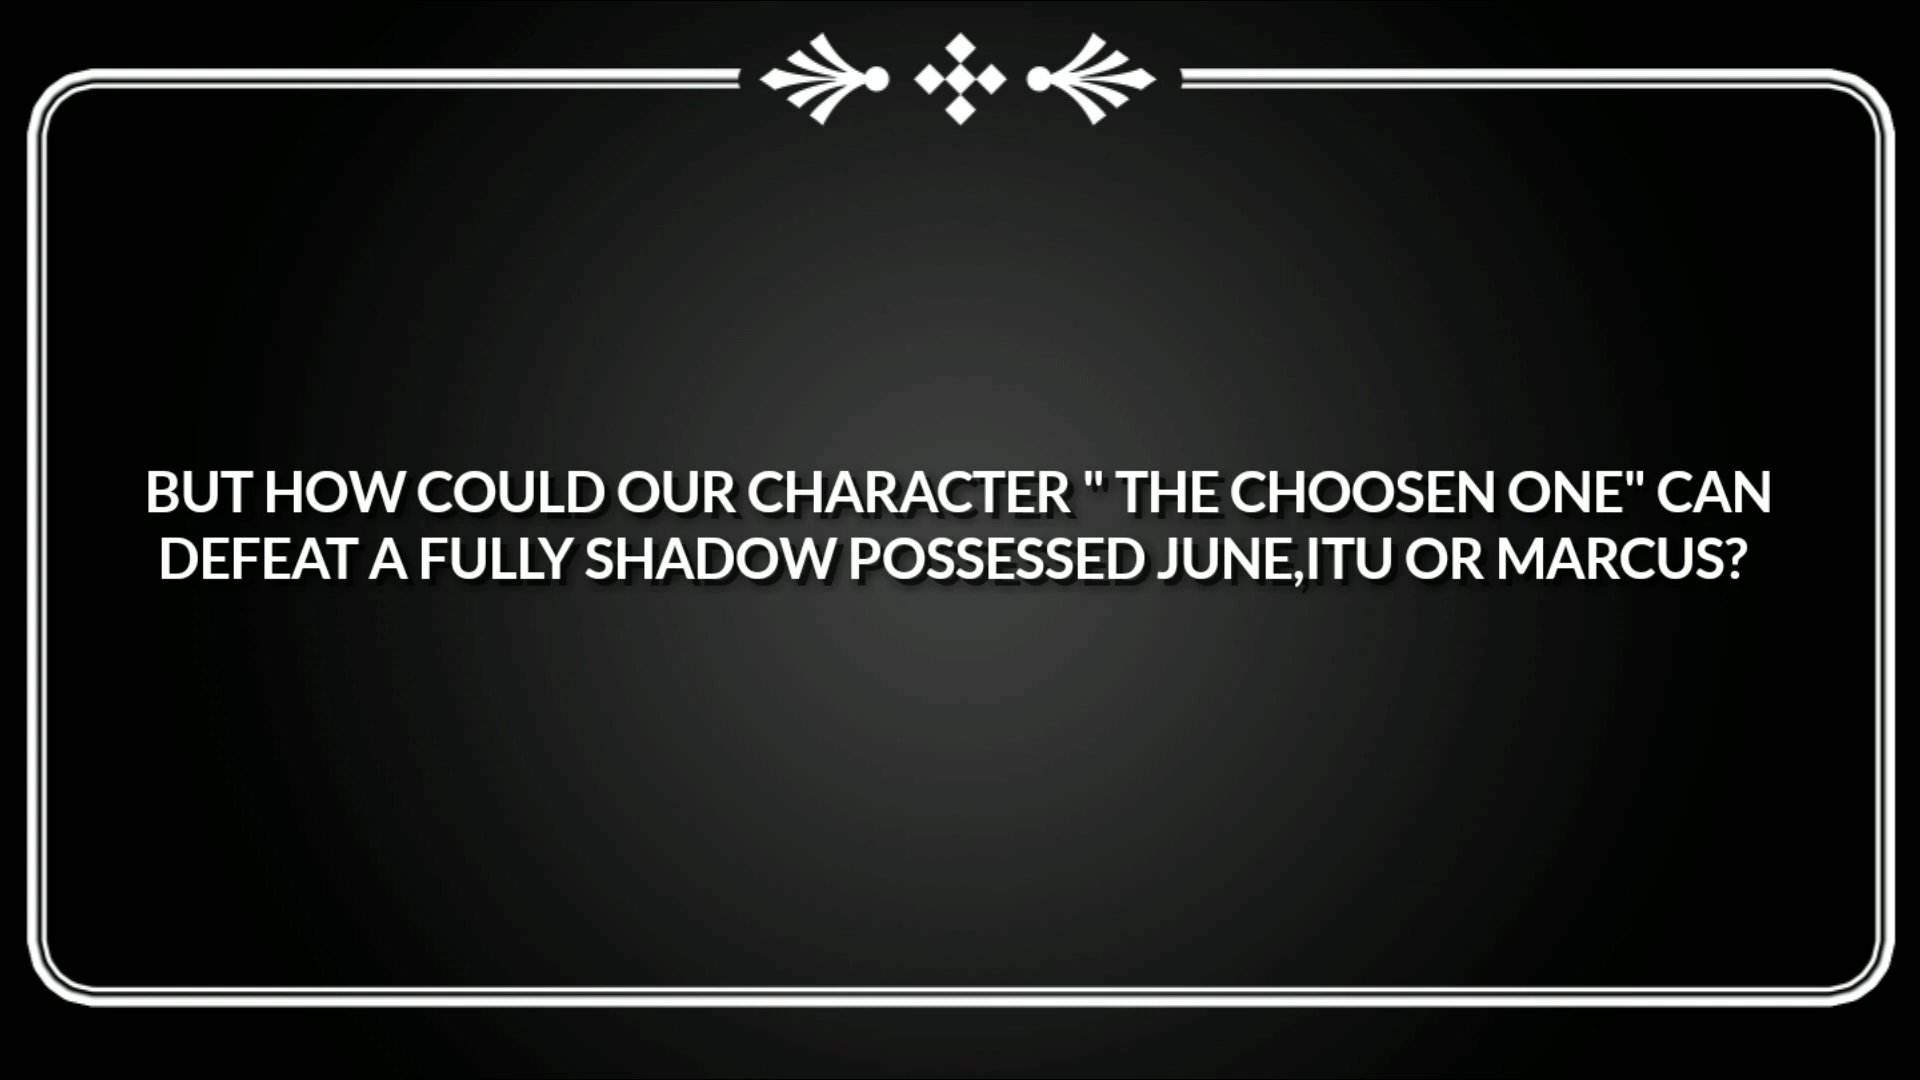 BUT HOW COULD OUR CHARACTER " THE CHOOSEN ONE" CAN
DEFEAT A FULLY SHADOW POSSESSED JUNE,ITU OR MARCUS?